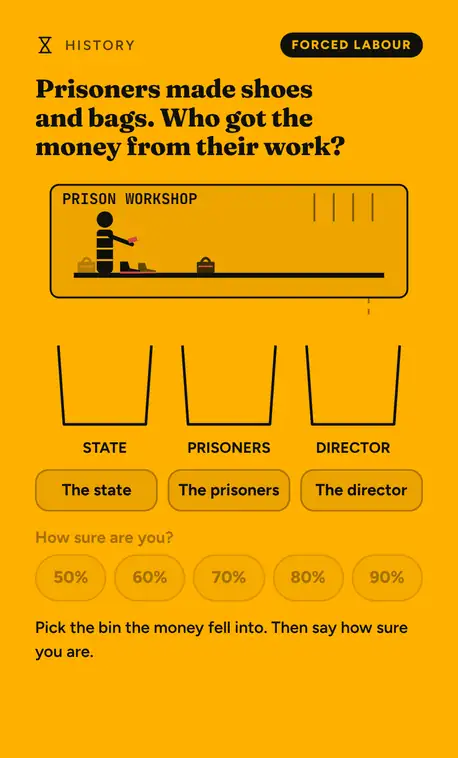 HISTORY
FORCED LABOUR
Prisoners made shoes
and bags. Who got the
money from their work?
PRISON WORKSHOP
STATE
PRISONERS
DIRECTOR
The state
The prisoners
The director
How sure are you?
50%
60%
70%
80%
90%
Pick the bin the money fell into. Then say how sure
you are.